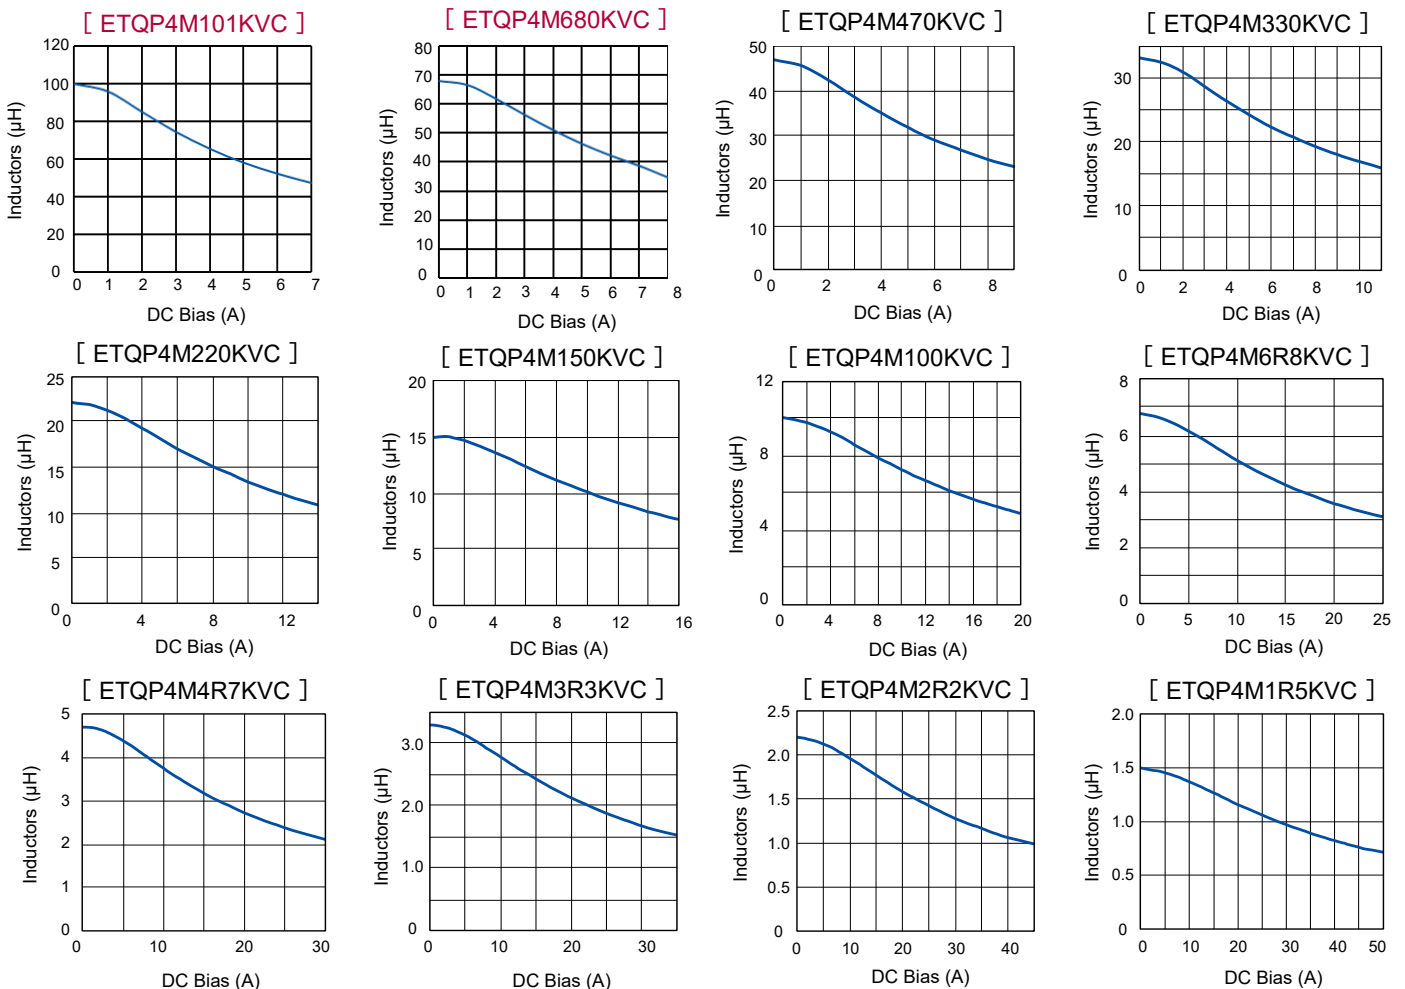 [ ETQP4M101KVC ]
120
100
80
60
40
20
0
Inductors (μH)
0 1 2 3 4 5 6 7
DC Bias (A)
[ ETQP4M680KVC ]
80
70
60
50
40
30
20
10
0
Inductors (μH)
0 1 2 3 4 5 6 7 8
DC Bias (A)
[ ETQP4M470KVC ]
50
40
30
20
10
0
Inductors (μH)
2 4 6 8
DC Bias (A)
[ ETQP4M330KVC ]
30
20
10
0
Inductors (μH)
0 2 4 6 8 10
DC Bias (A)
[ ETQP4M220KVC ]
25
20
15
10
5
0
Inductors (μH)
0 4 8 12
DC Bias (A)
[ ETQP4M150KVC ]
20
15
10
5
0
Inductors (μH)
0 4 8 12 16
DC Bias (A)
[ ETQP4M100KVC ]
12
8
4
0
Inductors (μH)
0 4 8 12 16 20
DC Bias (A)
[ ETQP4M6R8KVC ]
8
6
4
2
0
Inductors (μH)
0 5 10 15 20 25
DC Bias (A)
[ ETQP4M4R7KVC ]
5
4
3
2
1
0
Inductors (μH)
0 10 20 30
DC Bias (A)
[ ETQP4M3R3KVC ]
3.0
2.0
1.0
0
Inductors (μH)
0 10 20 30
DC Bias (A)
[ ETQP4M2R2KVC ]
2.5
2.0
1.5
1.0
0.5
0
Inductors (μH)
0 10 20 30 40
DC Bias (A)
[ ETQP4M1R5KVC ]
2.0
1.5
1.0
0.5
0
Inductors (μH)
0 10 20 30 40 50
DC Bias (A)